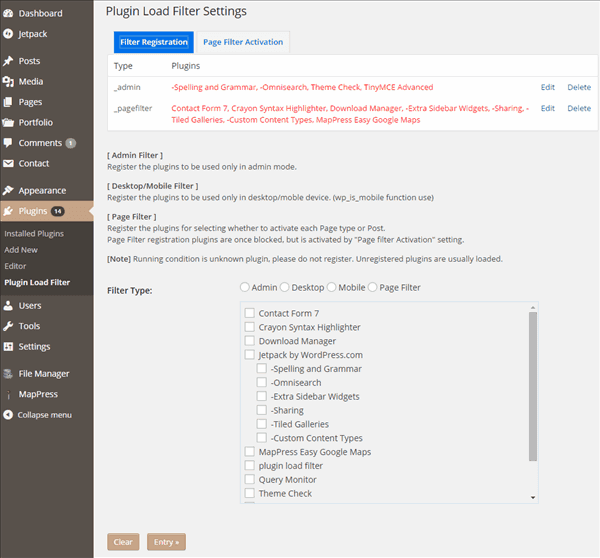 Dashboard
Jetpack
Posts
Media
Pages
Portfolio
Comments 1
Contact
Appearance
Plugins 14
Installed Plugins
Add New
Editor
Plugin Load Filter
Users
Tools
Settings
File Manager
MapPress
Collapse menu
Plugin Load Filter Settings
Filter Registration Page Filter Activation
Type Plugins
_admin -Spelling and Grammar, -Omnisearch, Theme Check, TinyMCE Advanced Edit Delete
_pagefilter Contact Form 7, Crayon Syntax Highlighter, Download Manager, -Extra Sidebar Widgets, -Sharing, - Edit Delete
Tiled Galleries, -Custom Content Types, MapPress Easy Google Maps
[ Admin Filter ]
Register the plugins to be used only in admin mode.
[ Desktop/Mobile Filter ]
Register the plugins to be used only in desktop/moble device. (wp_is_mobile function use)
[ Page Filter ]
Register the plugins for selecting whether to activate each Page type or Post.
Page Filter registration plugins are once blocked, but is activated by "Page filter Activation" setting.
[Note] Running condition is unknown plugin, please do not register. Unregistered plugins are usually loaded.
Filter Type: Admin Desktop Mobile Page Filter
Contact Form 7
Crayon Syntax Highlighter
Download Manager
Jetpack by WordPress.com
-Spelling and Grammar
-Omnisearch
-Extra Sidebar Widgets
-Sharing
-Tiled Galleries
-Custom Content Types
MapPress Easy Google Maps
plugin load filter
Query Monitor
Theme Check
Clear Entry »